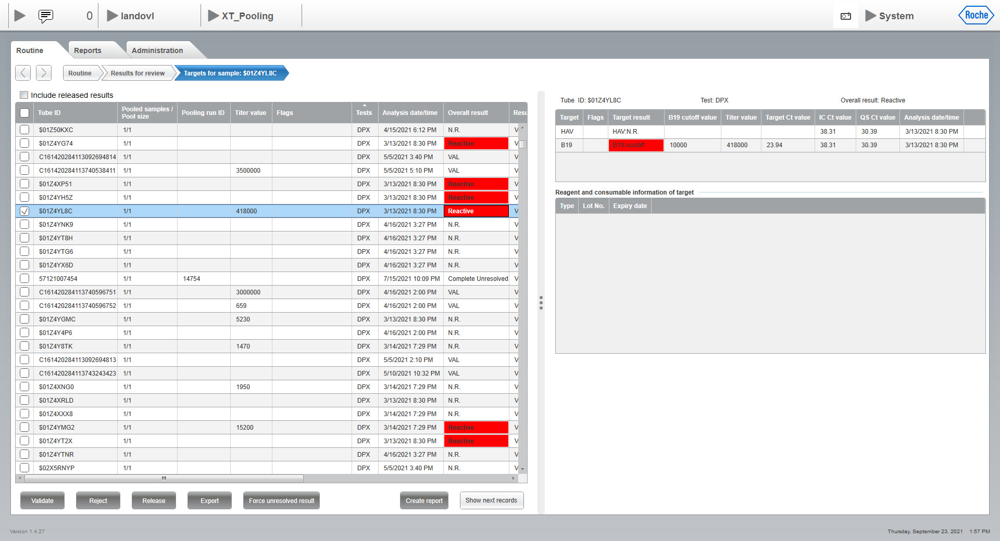 0 landovl XT_Pooling System Roche
Routine Reports Administration
Routine Results for review Targets for sample: $01Z4YL8C
Include released results
Tube ID Pooled samples / Pool size Pooling run ID Titer value Flags Tests Analysis date/time Overall result Resu
$01Z50KXC 1/1 DPX 4/15/2021 6:12 PM N.R. V
$01Z4YG74 1/1 DPX 3/13/2021 8:30 PM Reactive V
C161420284113092694814 1/1 DPX 5/5/2021 3:40 PM VAL V
C161420284113740538411 1/1 3500000 DPX 5/5/2021 5:10 PM VAL V
$01Z4XP51 1/1 DPX 3/13/2021 8:30 PM Reactive V
$01Z4YH5Z 1/1 DPX 3/13/2021 8:30 PM Reactive V
$01Z4YL8C 1/1 418000 DPX 3/13/2021 8:30 PM Reactive V
$01Z4YNK9 1/1 DPX 4/16/2021 3:27 PM N.R. V
$01Z4YT8H 1/1 DPX 4/16/2021 3:27 PM N.R. V
$01Z4YTG6 1/1 DPX 4/16/2021 3:27 PM N.R. V
$01Z4YX6D 1/1 DPX 4/16/2021 3:27 PM N.R. V
57121007454 1/1 14754 DPX 7/15/2021 10:09 PM Complete Unresolved V
C161420284113740596751 1/1 3000000 DPX 4/16/2021 2:00 PM VAL V
C161420284113740596752 1/1 659 DPX 4/16/2021 2:00 PM VAL V
$01Z4YGMC 1/1 5230 DPX 3/13/2021 8:30 PM N.R. V
$01Z4Y4P6 1/1 DPX 4/16/2021 2:00 PM N.R. V
$01Z4Y8TK 1/1 1470 DPX 3/14/2021 7:29 PM N.R. V
C161420284113092694813 1/1 DPX 5/5/2021 2:10 PM VAL V
C161420284113743243423 1/1 DPX 5/10/2021 10:32 PM VAL V
$01Z4XNG0 1/1 1950 DPX 3/14/2021 7:29 PM N.R. V
$01Z4XRLD 1/1 DPX 3/13/2021 8:30 PM N.R. V
$01Z4XXX8 1/1 DPX 3/14/2021 7:29 PM N.R. V
$01Z4YMG2 1/1 15200 DPX 3/14/2021 7:29 PM Reactive V
$01Z4YT2X 1/1 DPX 3/13/2021 8:30 PM Reactive V
$01Z4YTNR 1/1 DPX 4/16/2021 3:27 PM N.R. V
$02X5RNYP 1/1 DPX 5/5/2021 3:40 PM N.R. V
Validate Reject Release Export Force unresolved result Create report Show next records
Tube ID: $01Z4YL8C Test: DPX Overall result: Reactive
Target Flags Target result B19 cutoff value Titer value Target Ct value IC Ct value QS Ct value Analysis date/time
HAV HAV:N.R. 38.31 30.39 3/13/2021 8:30 PM
B19 B19:>cutoff 10000 418000 23.94 38.31 30.39 3/13/2021 8:30 PM
Reagent and consumable information of target
Type Lot No. Expiry date
Version 1.4.27 Thursday, September 23, 2021 1:57 PM